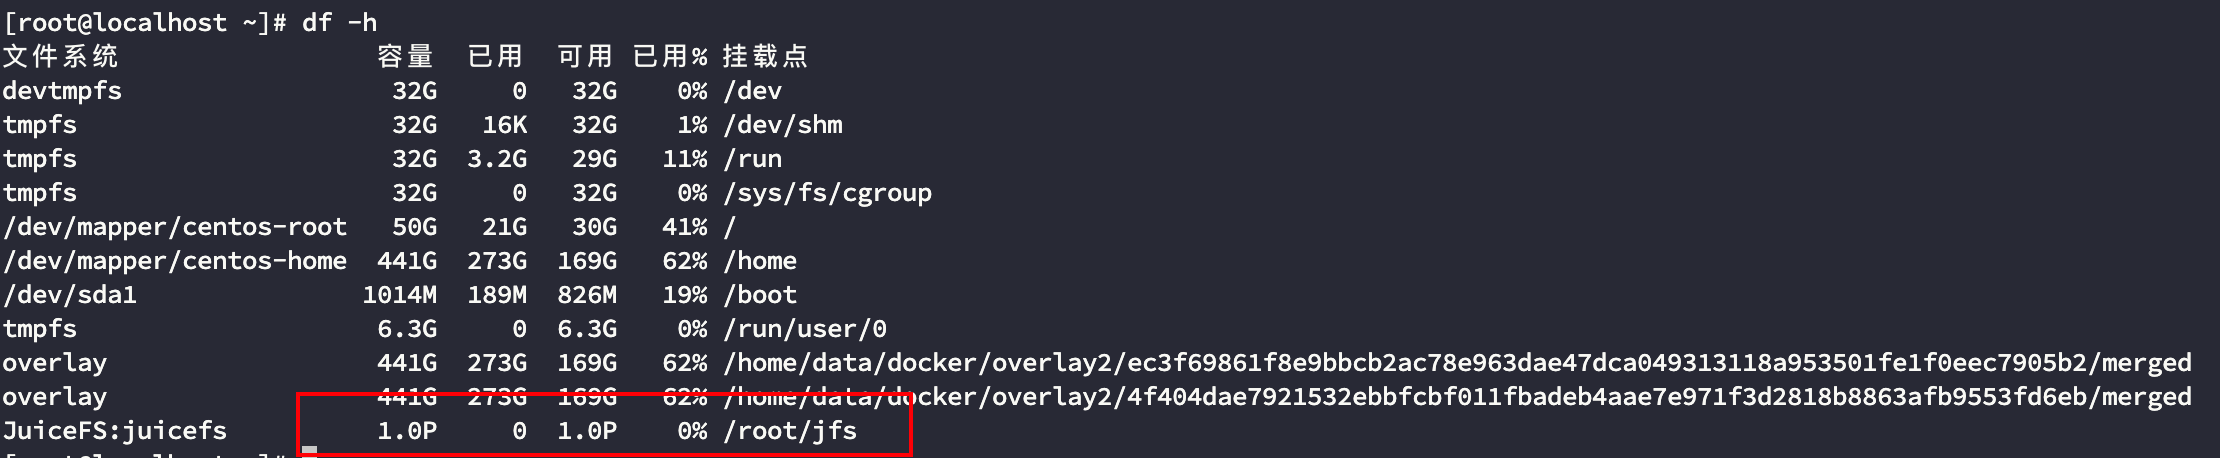 [root@localhost ~]# df -h
文件系统 容量 已用 可用 已用% 挂载点
devtmpfs 32G 0 32G 0% /dev
tmpfs 32G 16K 32G 1% /dev/shm
tmpfs 32G 3.2G 29G 11% /run
tmpfs 32G 0 32G 0% /sys/fs/cgroup
/dev/mapper/centos-root 50G 21G 30G 41% /
/dev/mapper/centos-home 441G 273G 169G 62% /home
/dev/sda1 1014M 189M 826M 19% /boot
tmpfs 6.3G 0 6.3G 0% /run/user/0
overlay 441G 273G 169G 62% /home/data/docker/overlay2/ec3f69861f8e9bbcb2ac78e963dae47dca049313118a953501fe1f0eec7905b2/merged
overlay 441G 273G 169G 62% /home/data/docker/overlay2/4f404dae7921532ebbfcbf011fbadeb4aae7e971f3d2818b8863afb9553fd6eb/merged
JuiceFS:juicefs 1.0P 0 1.0P 0% /root/jfs